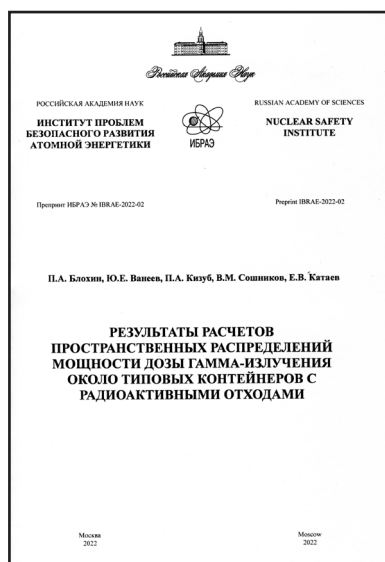 Российская Академия Наук
РОССИЙСКАЯ АКАДЕМИЯ НАУК
RUSSIAN ACADEMY OF SCIENCES
ИНСТИТУТ ПРОБЛЕМ
БЕЗОПАСНОГО РАЗВИТИЯ
АТОМНОЙ ЭНЕРГЕТИКИ
ИБРАЭ
NUCLEAR SAFETY
INSTITUTE
Препринт ИБРАЭ № IBRAE-2022-02
Preprint IBRAE-2022-02
П.А. Блохин, Ю.Е. Ванеев, П.А. Кизуб, В.М. Сошников, Е.В. Катаев
РЕЗУЛЬТАТЫ РАСЧЕТОВ
ПРОСТРАНСТВЕННЫХ РАСПРЕДЕЛЕНИЙ
МОЩНОСТИ ДОЗЫ ГАММА-ИЗЛУЧЕНИЯ
ОКОЛО ТИПОВЫХ КОНТЕЙНЕРОВ С
РАДИОАКТИВНЫМИ ОТХОДАМИ
Москва
2022
Moscow
2022